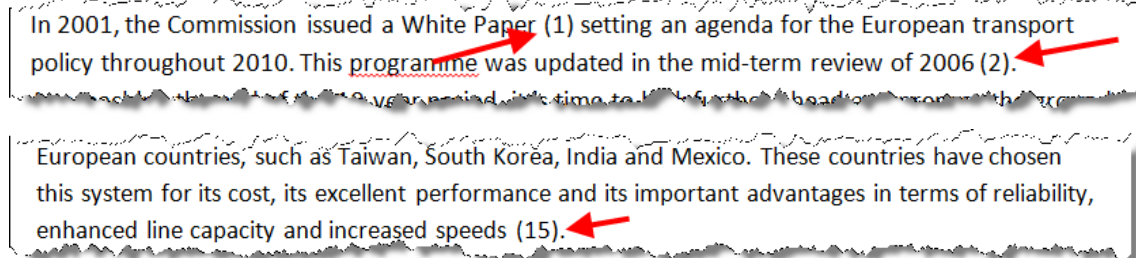 In 2001, the Commission issued a White Paper (1) setting an agenda for the European transport
policy throughout 2010. This programme was updated in the mid-term review of 2006 (2).
European countries, such as Taiwan, South Korea, India and Mexico. These countries have chosen
this system for its cost, its excellent performance and its important advantages in terms of reliability,
enhanced line capacity and increased speeds (15).